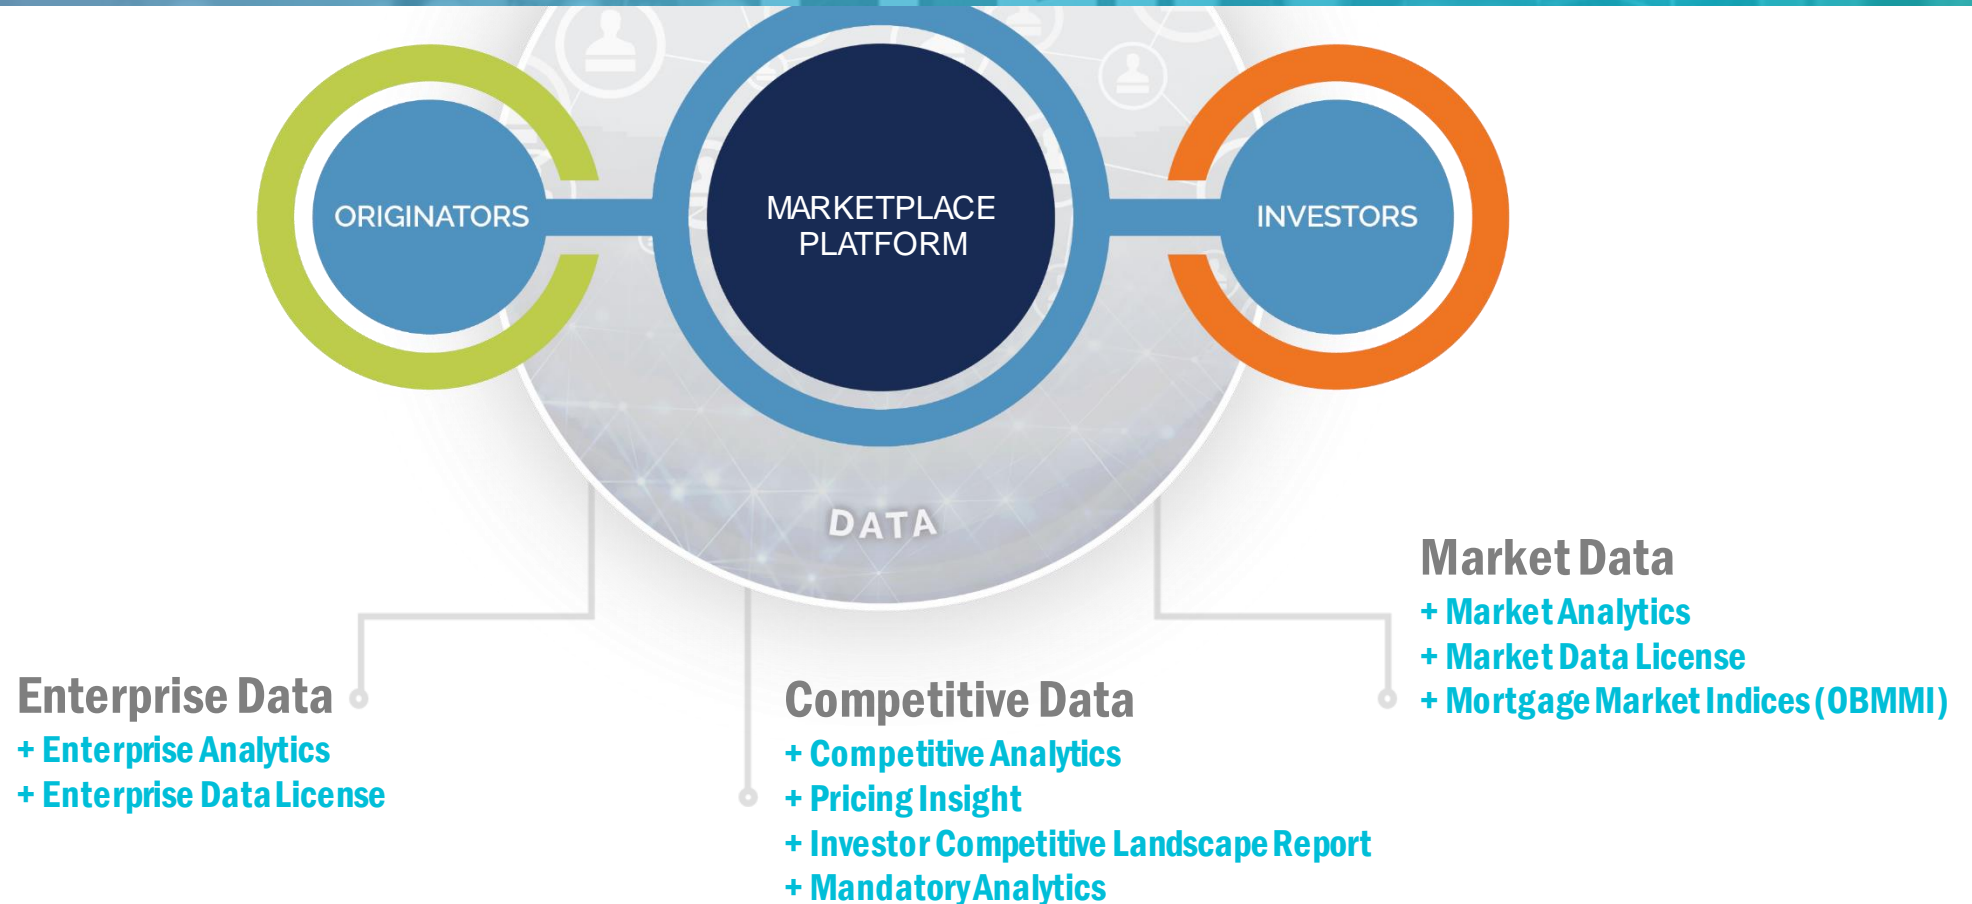 ORIGINATORS
MARKETPLACE
PLATFORM
INVESTORS
DATA
Enterprise Data
+ Enterprise Analytics
+ Enterprise Data License
Competitive Data
+ Competitive Analytics
+ Pricing Insight
+ Investor Competitive Landscape Report
+ Mandatory Analytics
Market Data
+ Market Analytics
+ Market Data License
+ Mortgage Market Indices (OBMMI)